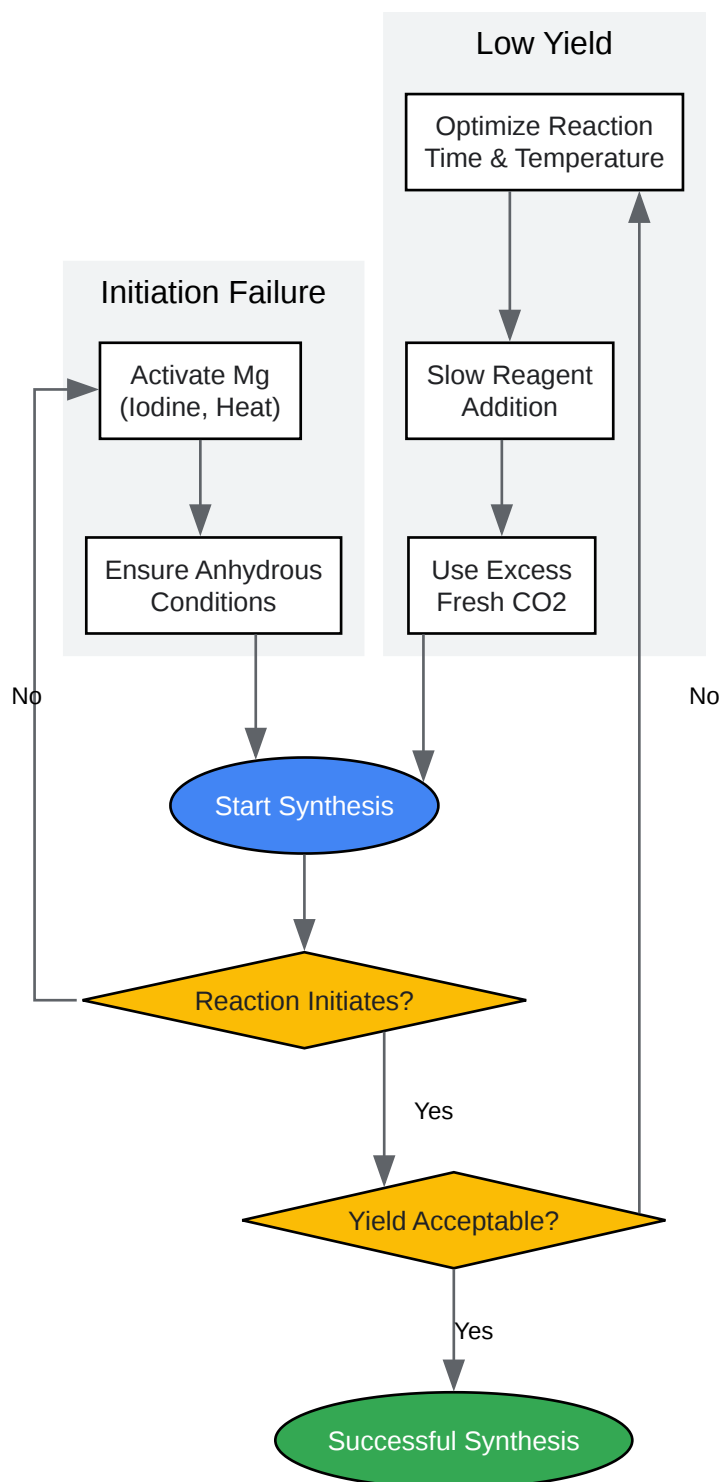 Low Yield
Optimize Reaction
Time & Temperature
Initiation Failure
Activate Mg
(Iodine, Heat)
Slow Reagent
Addition
Ensure Anhydrous
Conditions
Use Excess
Fresh CO2
No
No
Start Synthesis
Reaction Initiates?
Yes
Yield Acceptable?
Yes
Successful Synthesis